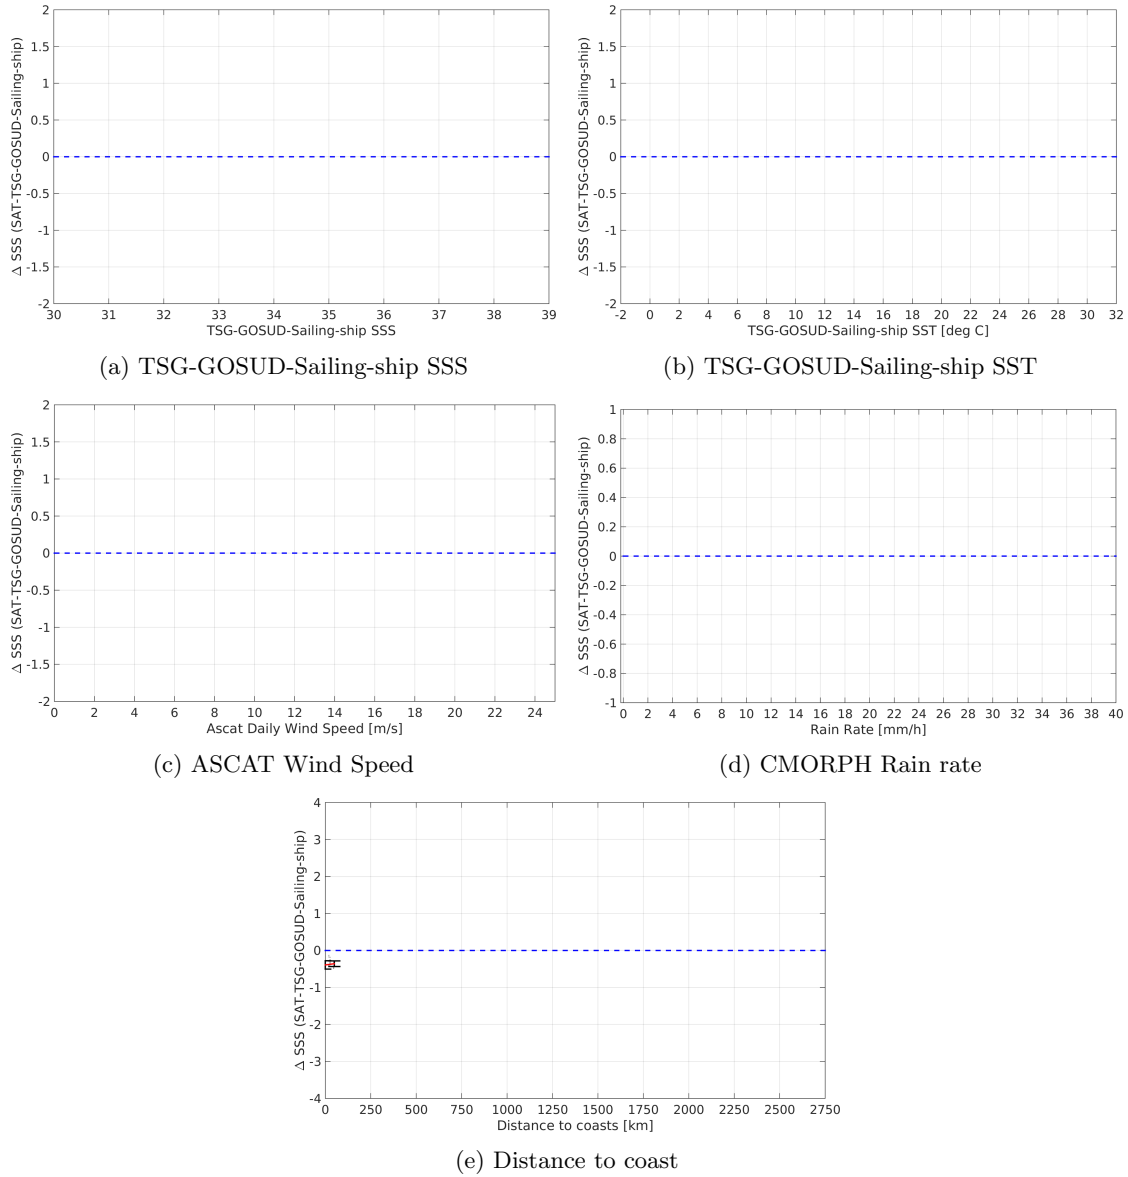 2
1.5
1
0.5
0
-0.5
-1
-1.5
-2
Δ SSS (SAT-TSG-GOSUD-Sailing-ship)
30 31 32 33 34 35 36 37 38 39
TSG-GOSUD-Sailing-ship SSS
(a) TSG-GOSUD-Sailing-ship SSS
2
1.5
1
0.5
0
-0.5
-1
-1.5
-2
Δ SSS (SAT-TSG-GOSUD-Sailing-ship)
-2 0 2 4 6 8 10 12 14 16 18 20 22 24 26 28 30 32
TSG-GOSUD-Sailing-ship SST [deg C]
(b) TSG-GOSUD-Sailing-ship SST
2
1.5
1
0.5
0
-0.5
-1
-1.5
-2
Δ SSS (SAT-TSG-GOSUD-Sailing-ship)
0 2 4 6 8 10 12 14 16 18 20 22 24
Ascat Daily Wind Speed [m/s]
(c) ASCAT Wind Speed
1
0.8
0.6
0.4
0.2
0
-0.2
-0.4
-0.6
-0.8
-1
Δ SSS (SAT-TSG-GOSUD-Sailing-ship)
0 2 4 6 8 10 12 14 16 18 20 22 24 26 28 30 32 34 36 38 40
Rain Rate [mm/h]
(d) CMORPH Rain rate
4
3
2
1
0
-1
-2
-3
-4
Δ SSS (SAT-TSG-GOSUD-Sailing-ship)
0 250 500 750 1000 1250 1500 1750 2000 2250 2500 2750
Distance to coasts [km]
(e) Distance to coast